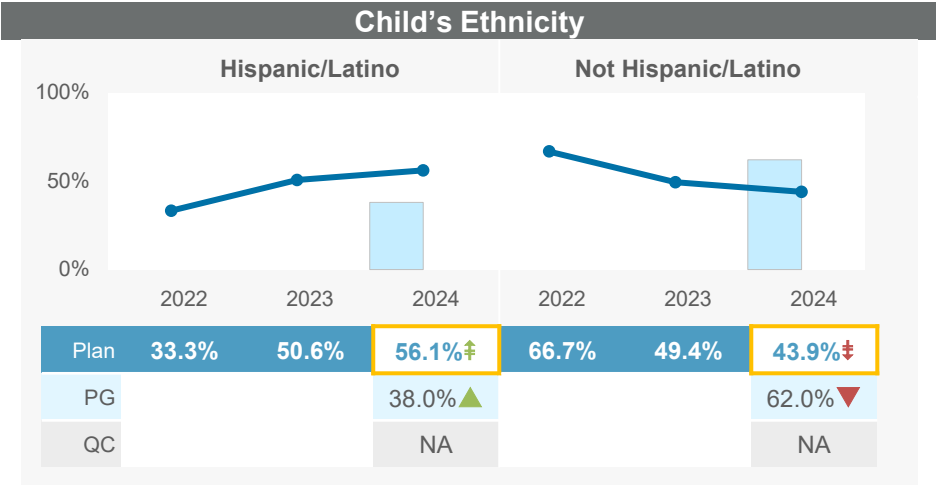 Child's Ethnicity
Hispanic/Latino Not Hispanic/Latino
100%
50%
0%
2022 2023 2024 2022 2023 2024
Plan 33.3% 50.6% 56.1%⇞ 66.7% 49.4% 43.9%⇟
PG 38.0%▲ 62.0%▼
QC NA NA